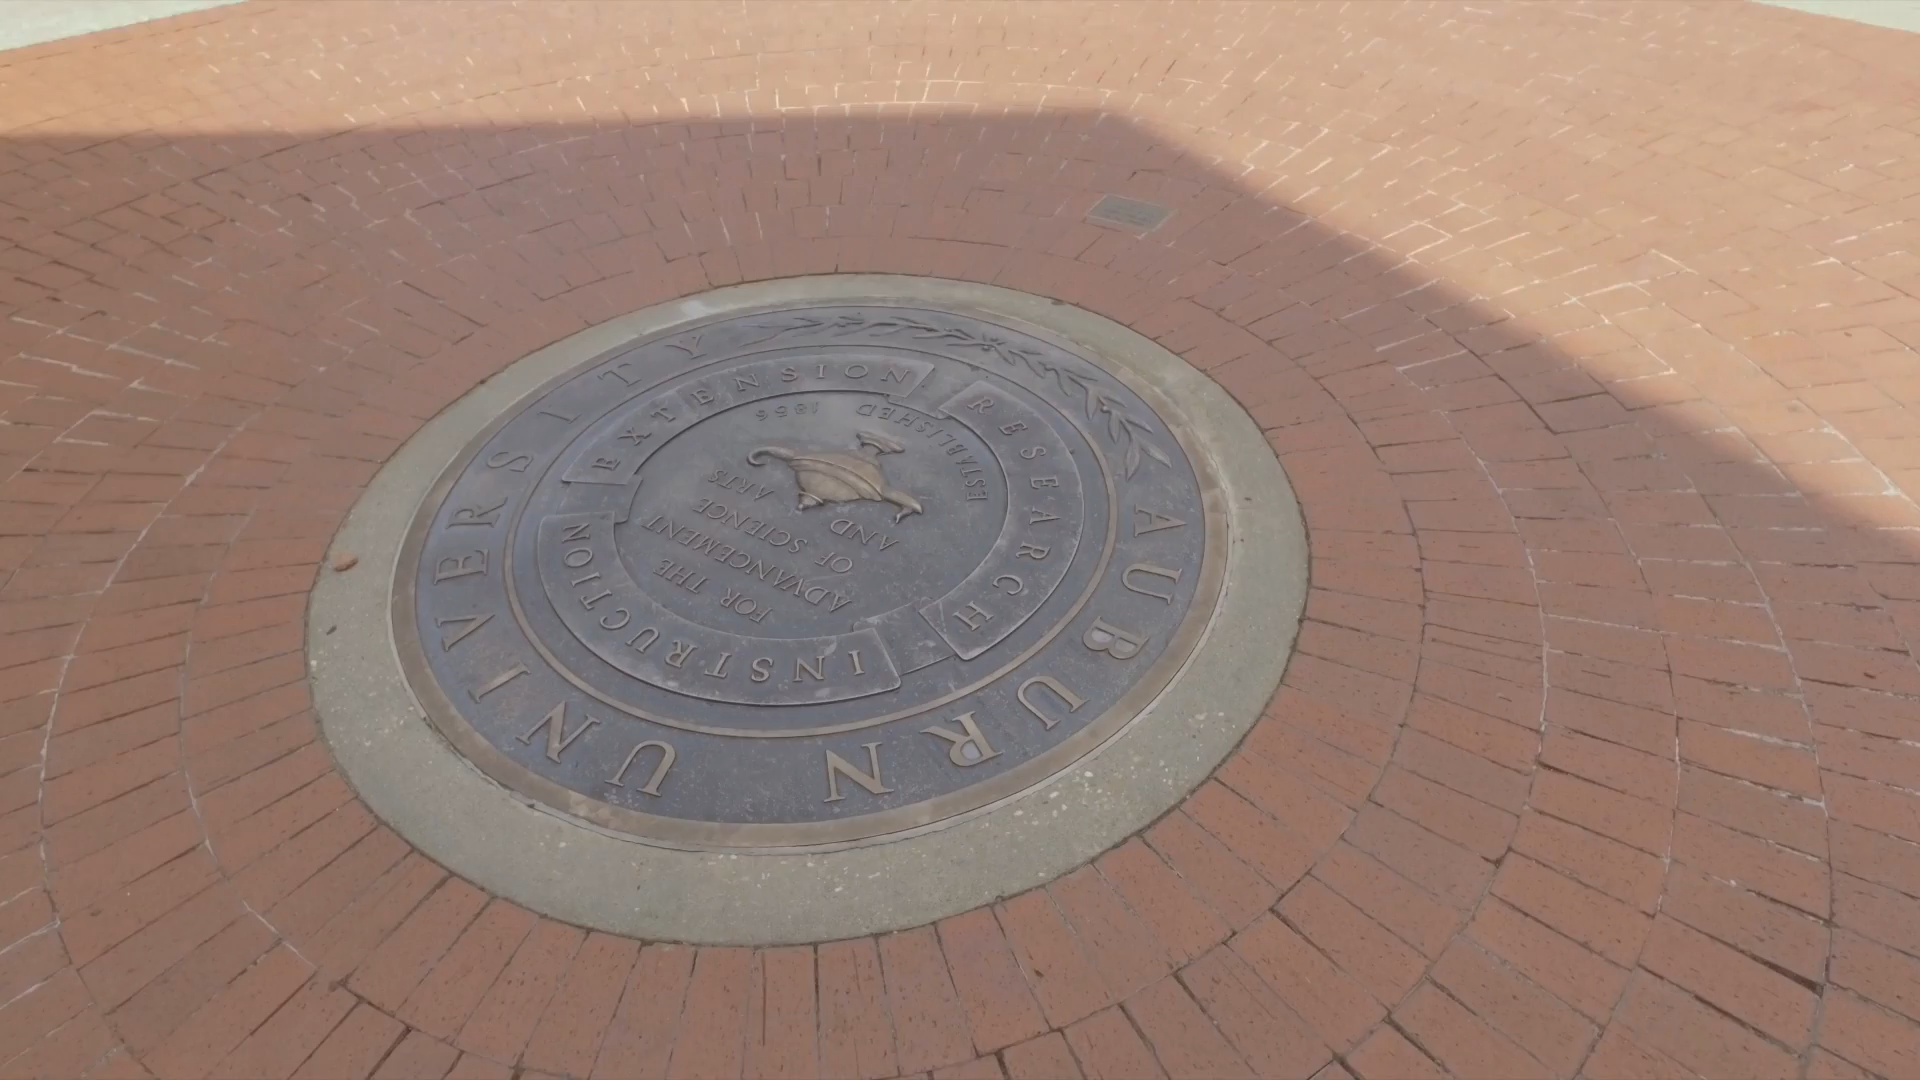 AUBURN UNIVERSITY
INSTRUCTION
RESEARCH
EXTENSION
FOR THE
ADVANCEMENT
OF SCIENCE
AND ARTS
ESTABLISHED 1856